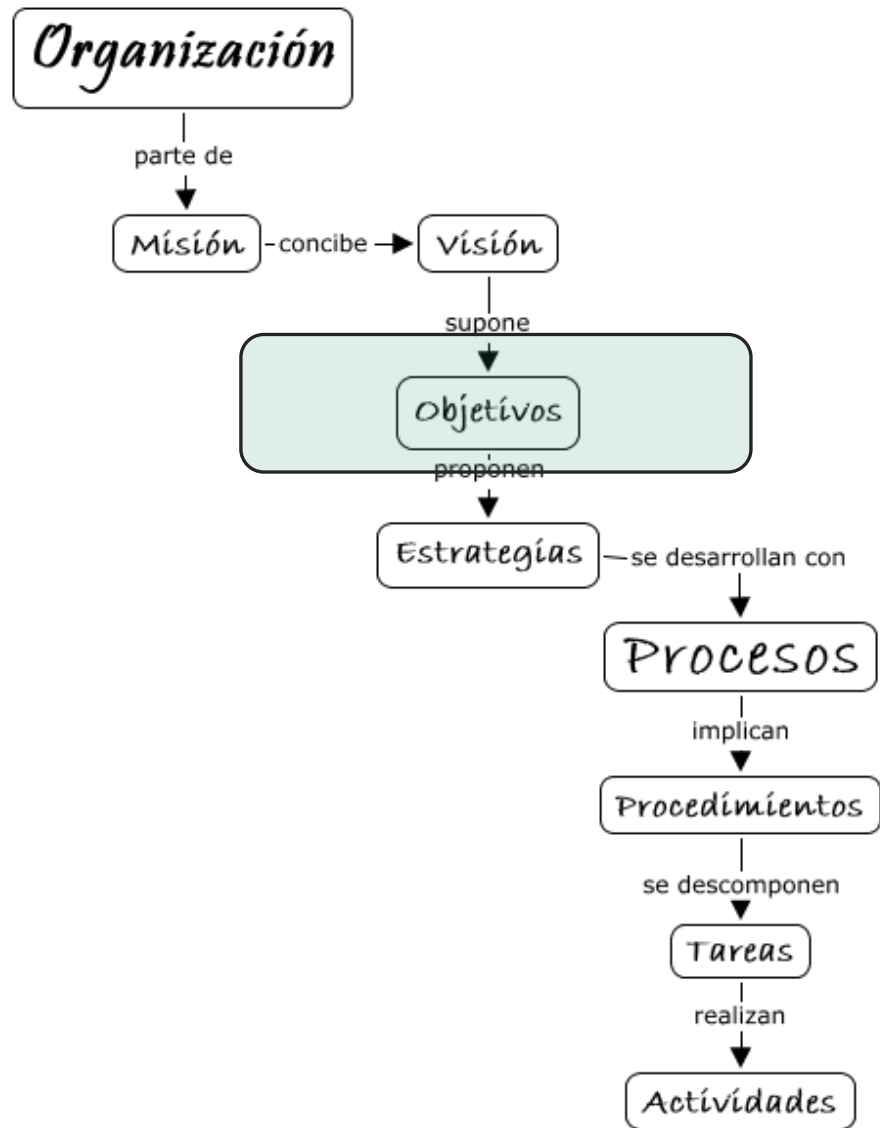 Organización
parte de
Misión concibe Visión
supone
Objetivos
proponen
Estrategias se desarrollan con
Procesos
implican
Procedimientos
se descomponen
Tareas
realizan
Actividades